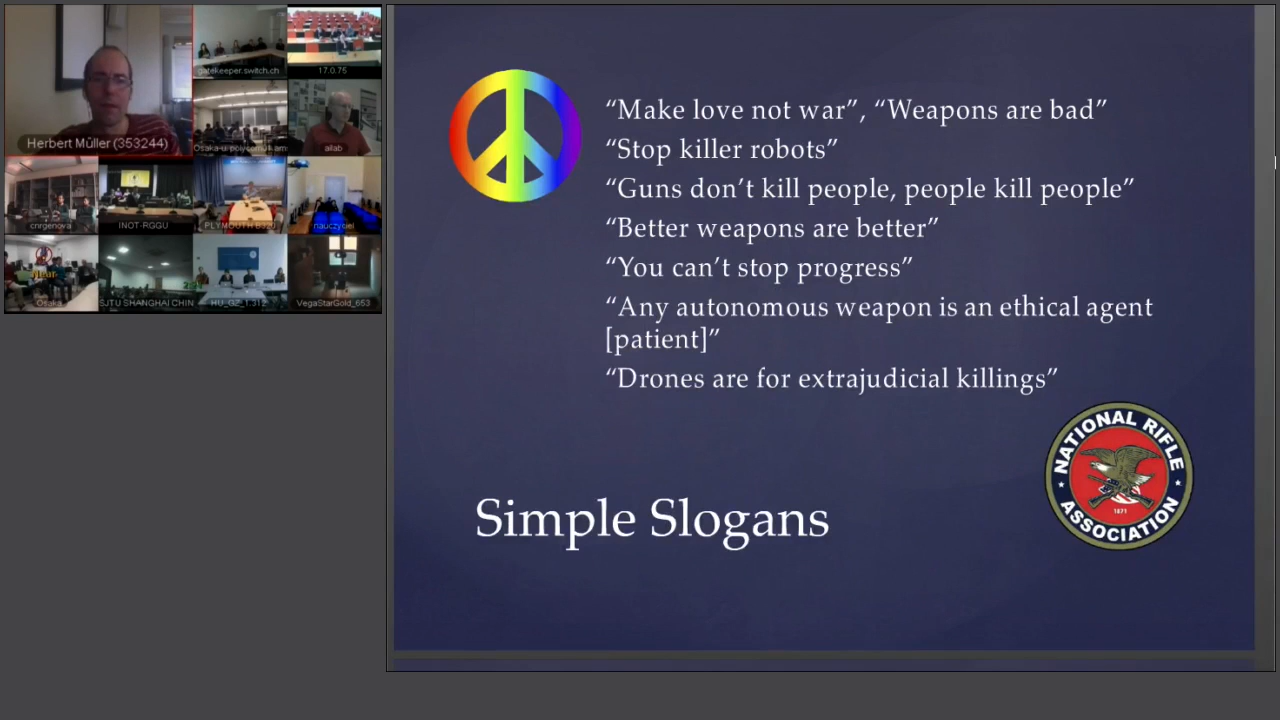 Herbert Müller (353244)
gatekeeper.switch.ch
17.0.75
allab
cnrgenova
INOT-RGGU
PLYMOUTH B320
nauczyciel
Osaka
SJTU SHANGHAI CHIN
HU_GZ_1.312
VegaStarGold_653
“Make love not war”, “Weapons are bad”
“Stop killer robots”
“Guns don’t kill people, people kill people”
“Better weapons are better”
“You can’t stop progress”
“Any autonomous weapon is an ethical agent
[patient]”
“Drones are for extrajudicial killings”
NATIONAL RIFLE
1871
ASSOCIATION
Simple Slogans